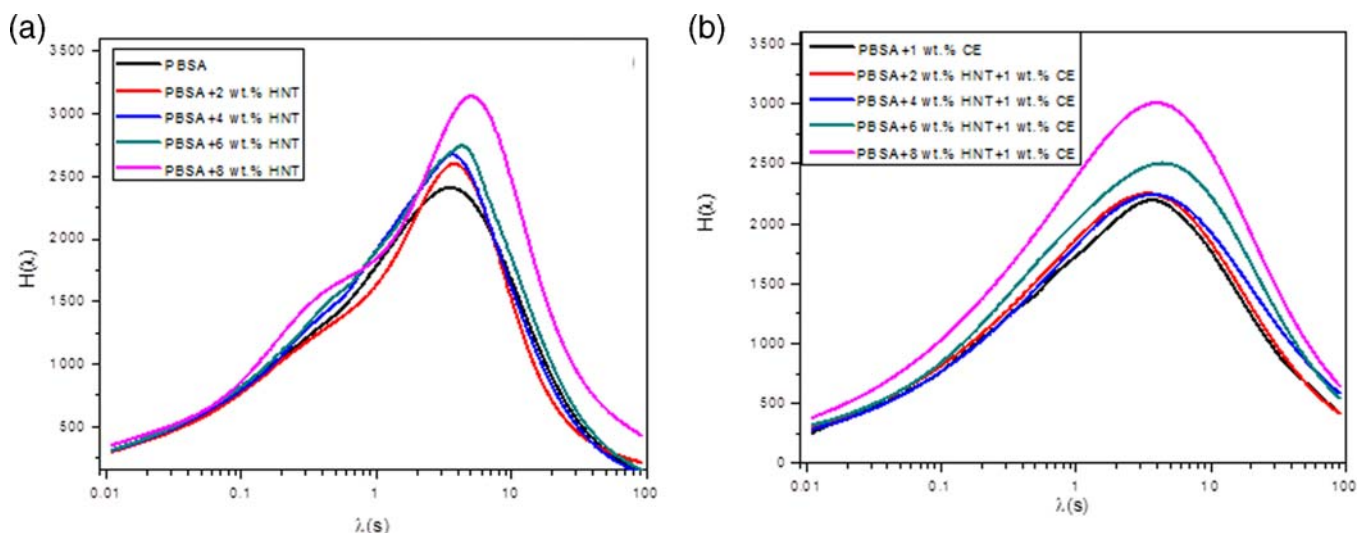 (a)
3500
3000
2500
2000
1500
1000
500
H(λ)
PBSA
PBSA+2 wt.% HNT
PBSA+4 wt.% HNT
PBSA+6 wt.% HNT
PBSA+8 wt.% HNT
0.01 0.1 1 10 100
λ(s)
(b)
3500
3000
2500
2000
1500
1000
500
0
H(λ)
PBSA+1 wt.% CE
PBSA+2 wt.% HNT+1 wt.% CE
PBSA+4 wt.% HNT+1 wt.% CE
PBSA+6 wt.% HNT+1 wt.% CE
PBSA+8 wt.% HNT+1 wt.% CE
0.01 0.1 1 10 100
λ(s)